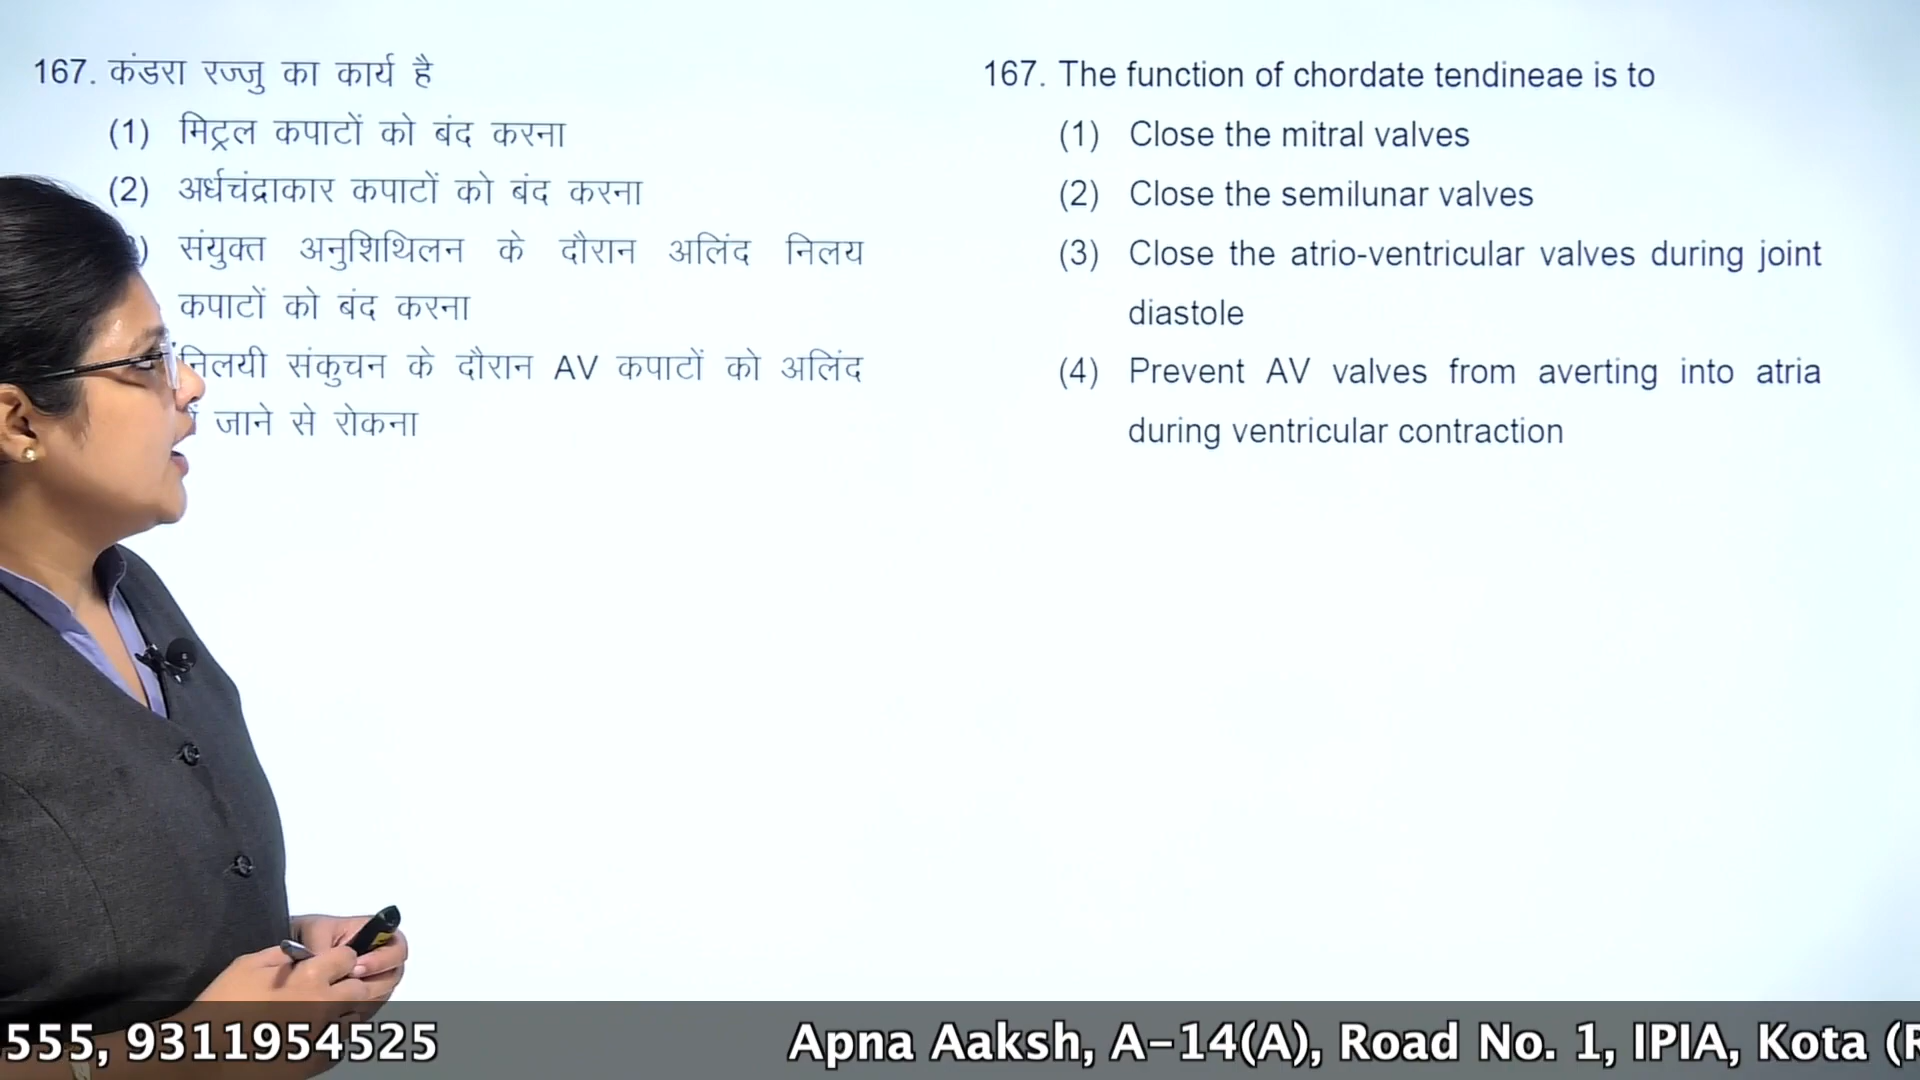 167. कंडरा रज्जु का कार्य है
(1) मिट्रल कपाटों को बंद करना
(2) अर्धचंद्राकार कपाटों को बंद करना
) संयुक्त अनुशिथिलन के दौरान अलिंद निलय
कपाटों को बंद करना
निलयी संकुचन के दौरान AV कपाटों को अलिंद
जाने से रोकना
167. The function of chordate tendineae is to
(1) Close the mitral valves
(2) Close the semilunar valves
(3) Close the atrio-ventricular valves during joint
diastole
(4) Prevent AV valves from averting into atria
during ventricular contraction
555, 9311954525 Apna Aaksh, A-14(A), Road No. 1, IPIA, Kota (R